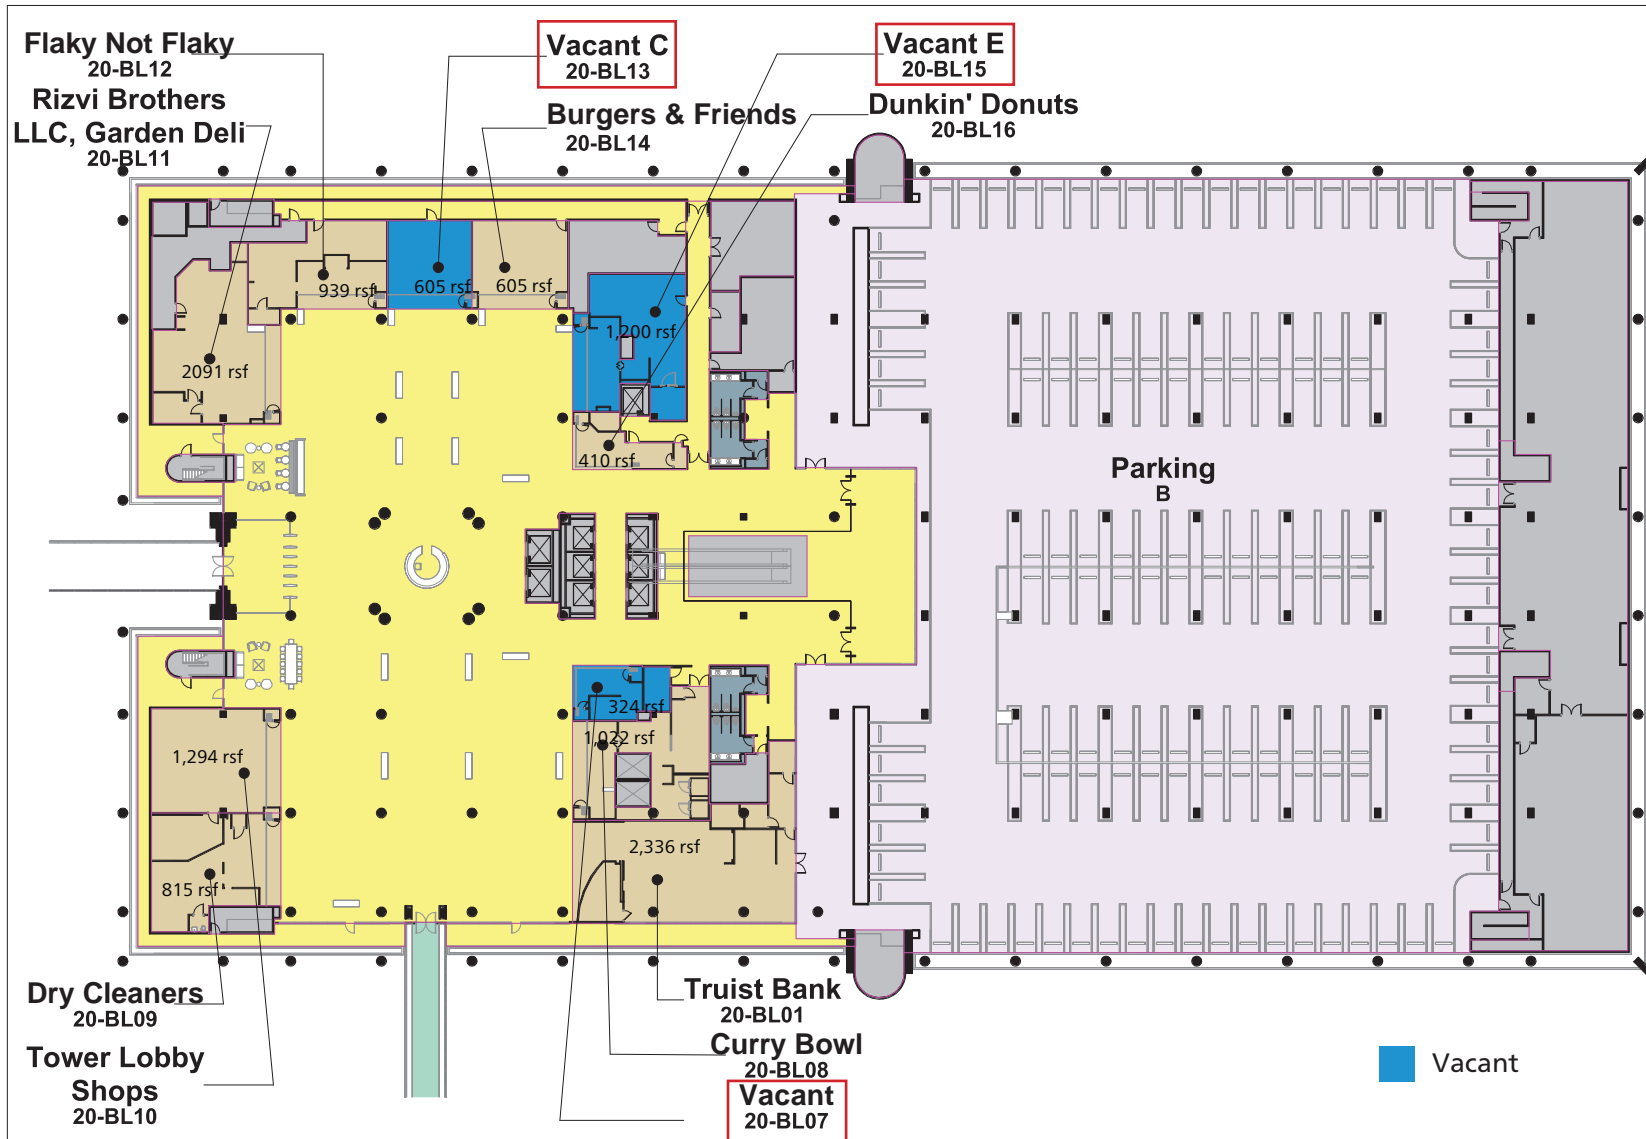 Flaky Not Flaky
20-BL12
Rizvi Brothers
LLC, Garden Deli
20-BL11
Vacant C
20-BL13
Burgers & Friends
20-BL14
Vacant E
20-BL15
Dunkin' Donuts
20-BL16
939 rsf
605 rsf
605 rsf
1,200 rsf
2091 rsf
410 rsf
Parking
B
324 rsf
1,022 rsf
1,294 rsf
2,336 rsf
815 rsf
Dry Cleaners
20-BL09
Tower Lobby
Shops
20-BL10
Truist Bank
20-BL01
Curry Bowl
20-BL08
Vacant
20-BL07
Vacant